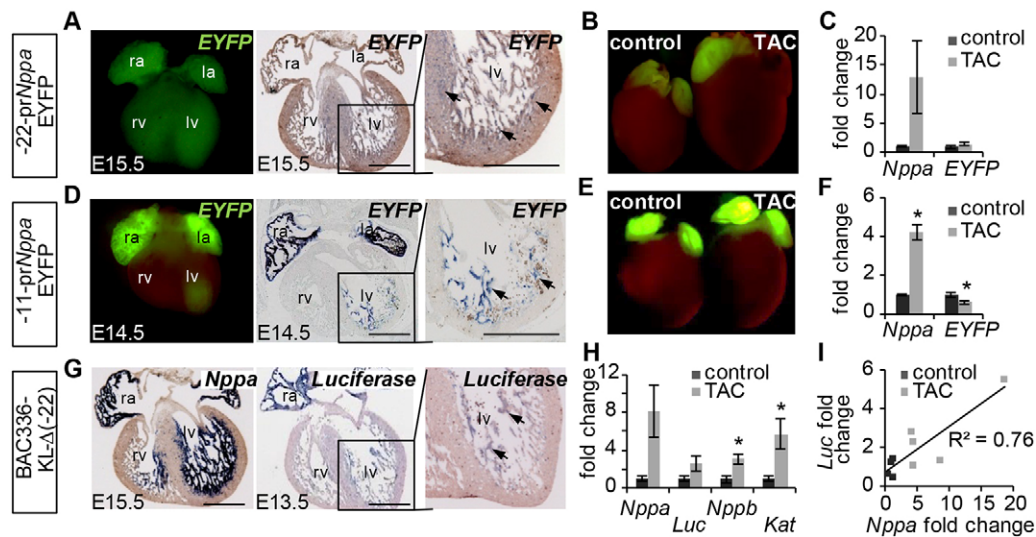 -22-prNppa
EYFP
A
EYFP
ra
la
rv
lv
E15.5
EYFP
la
ra
rv
lv
E15.5
EYFP
lv
B
control
TAC
C
control
TAC
fold change
20
15
10
5
0
Nppa
EYFP
-11-prNppa
EYFP
D
EYFP
ra
la
rv
lv
E14.5
EYFP
ra
la
rv
lv
E14.5
EYFP
lv
E
control
TAC
F
control
TAC
fold change
6
4
2
0
*
*
Nppa
EYFP
BAC336-
KL-Δ(-22)
G
Nppa
ra
rv
lv
E15.5
Luciferase
ra
rv
lv
E13.5
Luciferase
lv
H
control
TAC
fold change
12
8
4
0
*
*
Nppa
Luc
Nppb
Kat
I
control
TAC
Luc fold
change
6
4
2
0
R² = 0.76
0
5
10
15
20
Nppa fold change